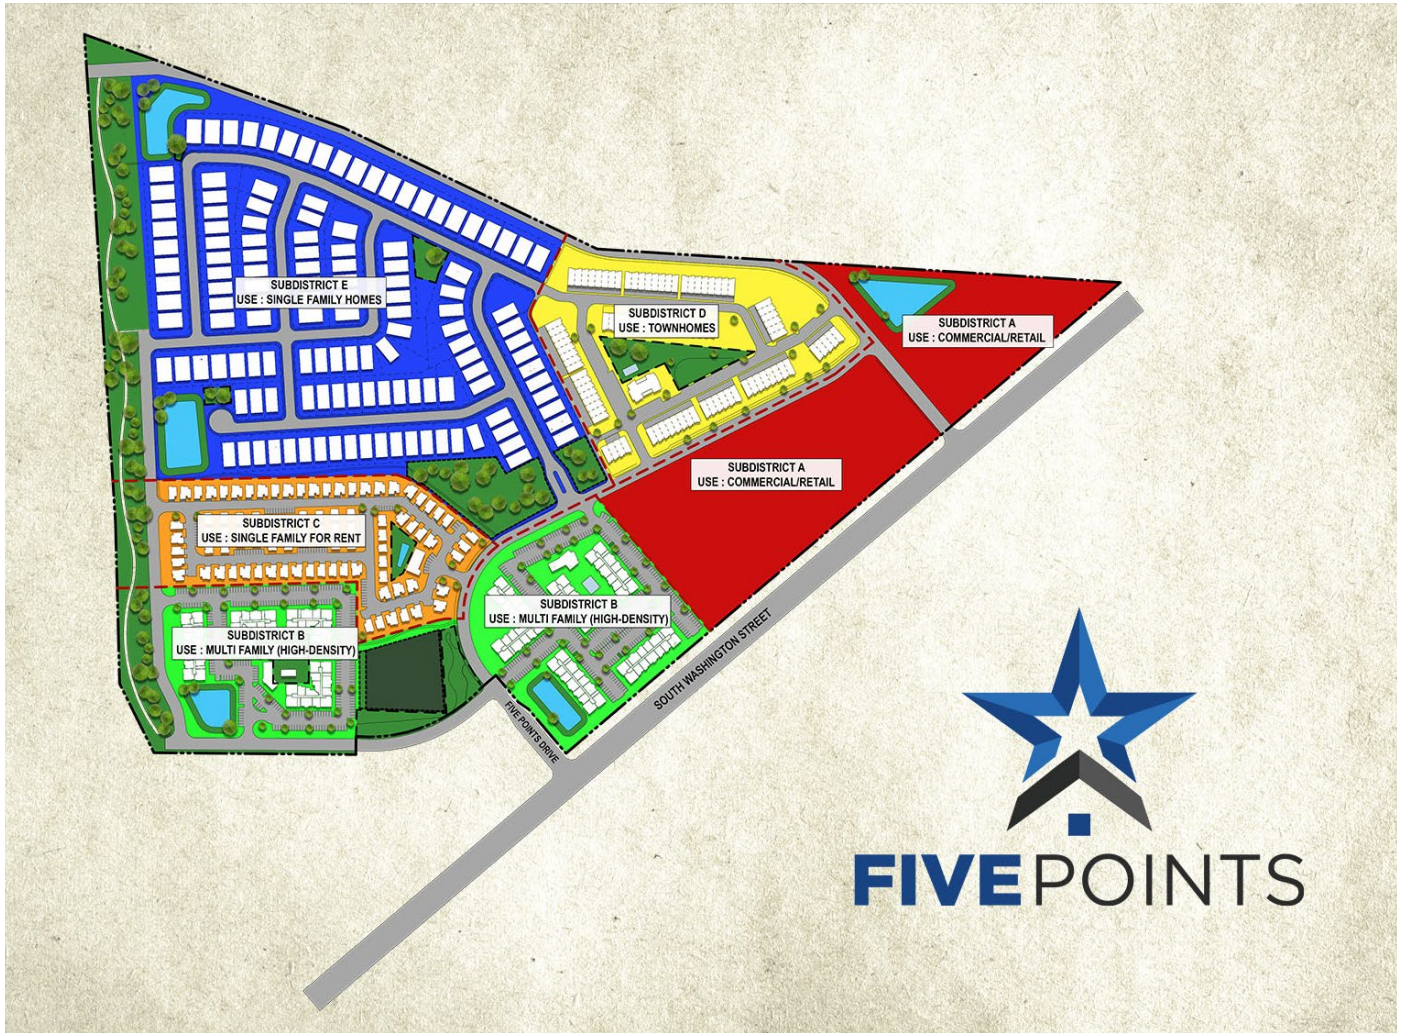 SUBDISTRICT E
USE : SINGLE FAMILY HOMES
SUBDISTRICT D
USE : TOWNHOMES
SUBDISTRICT A
USE : COMMERCIAL/RETAIL
SUBDISTRICT A
USE : COMMERCIAL/RETAIL
SUBDISTRICT C
USE : SINGLE FAMILY FOR RENT
SUBDISTRICT B
USE : MULTI FAMILY (HIGH-DENSITY)
SUBDISTRICT B
USE : MULTI FAMILY (HIGH-DENSITY)
SOUTH WASHINGTON STREET
FIVE POINTS DRIVE
FIVEPOINTS